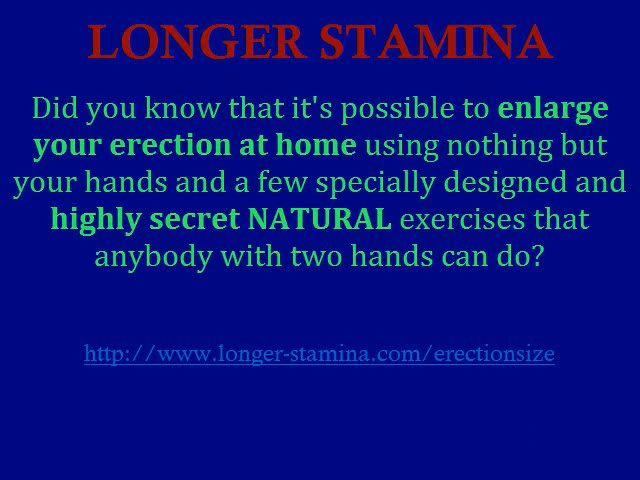 LONGER STAMINA
Did you know that it's possible to enlarge
your erection at home using nothing but
your hands and a few specially designed and
highly secret NATURAL exercises that
anybody with two hands can do?
http://www.longer-stamina.com/erectionsize